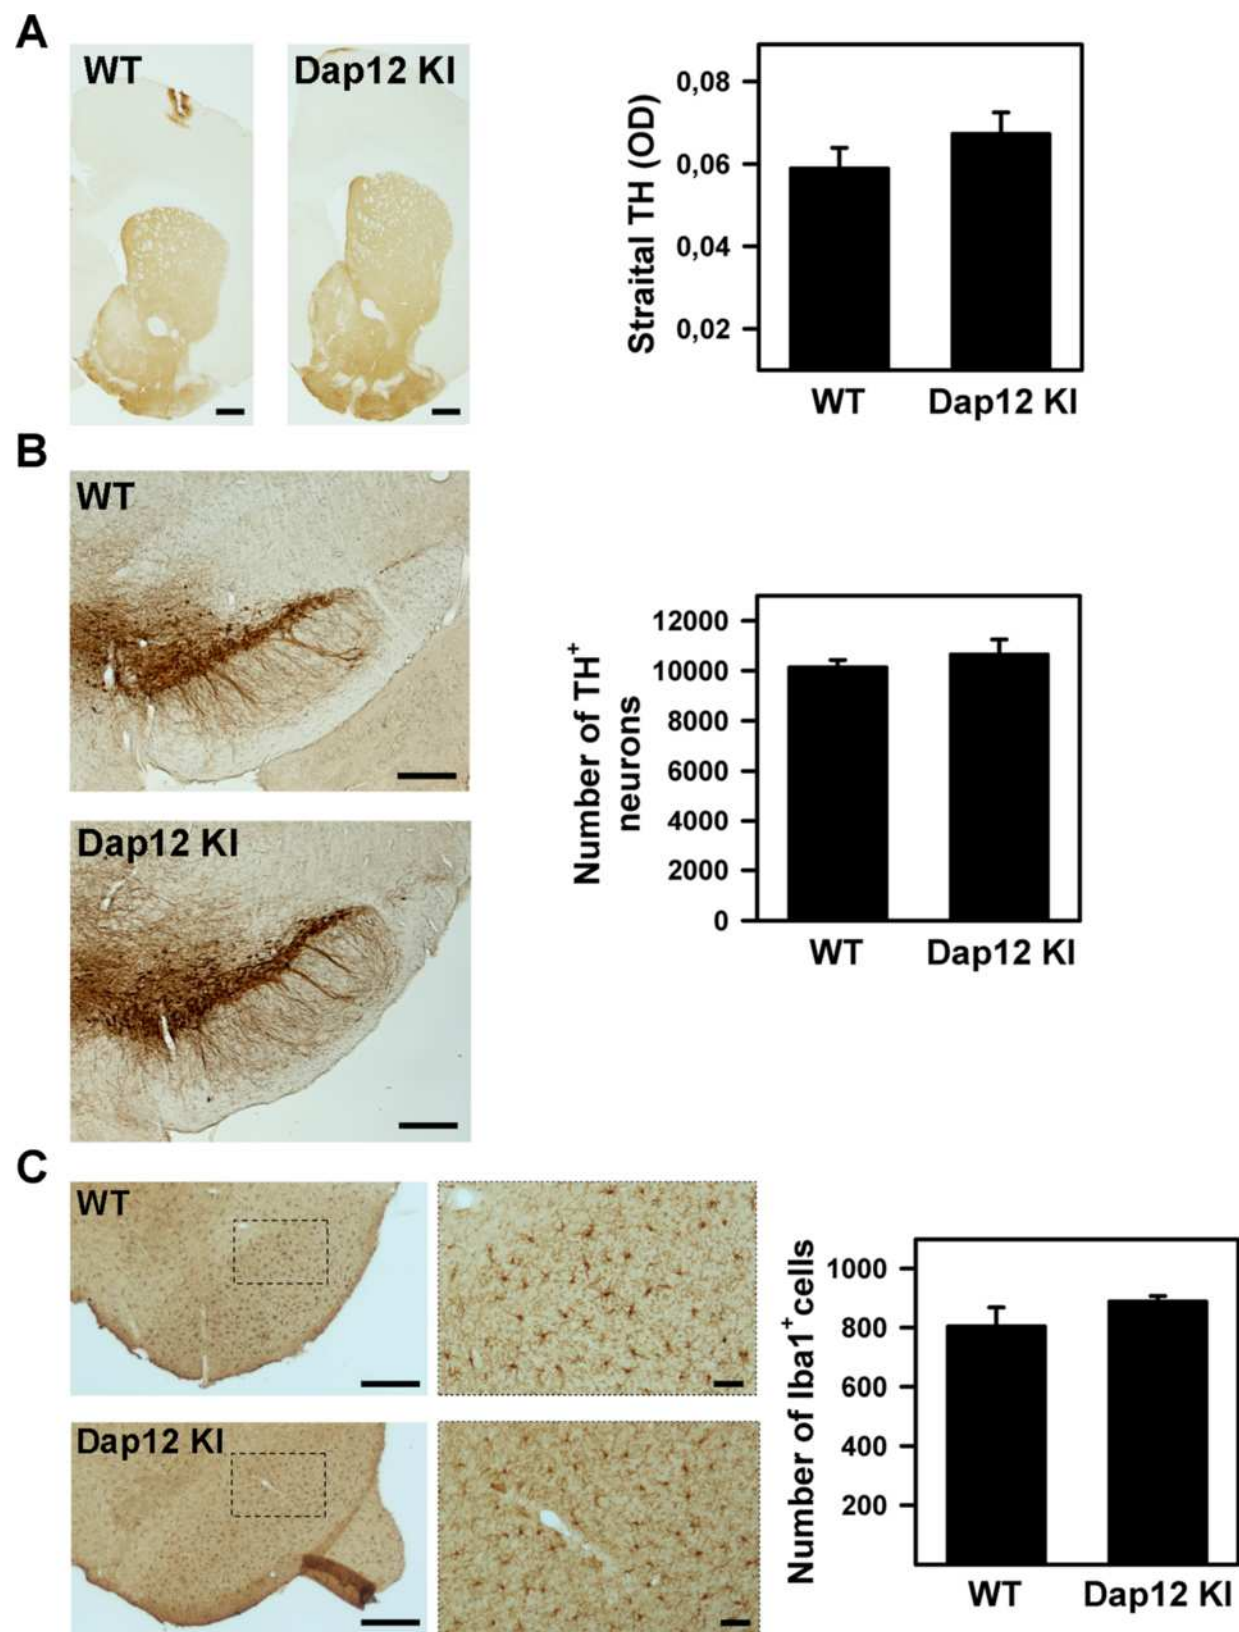 A
WT
Dap12 KI
Straital TH (OD)
0,08
0,06
0,04
0,02
WT
Dap12 KI
B
WT
Dap12 KI
Number of TH+
neurons
12000
10000
8000
6000
4000
2000
0
WT
Dap12 KI
C
WT
Dap12 KI
Number of Iba1+cells
1000
800
600
400
200
WT
Dap12 KI